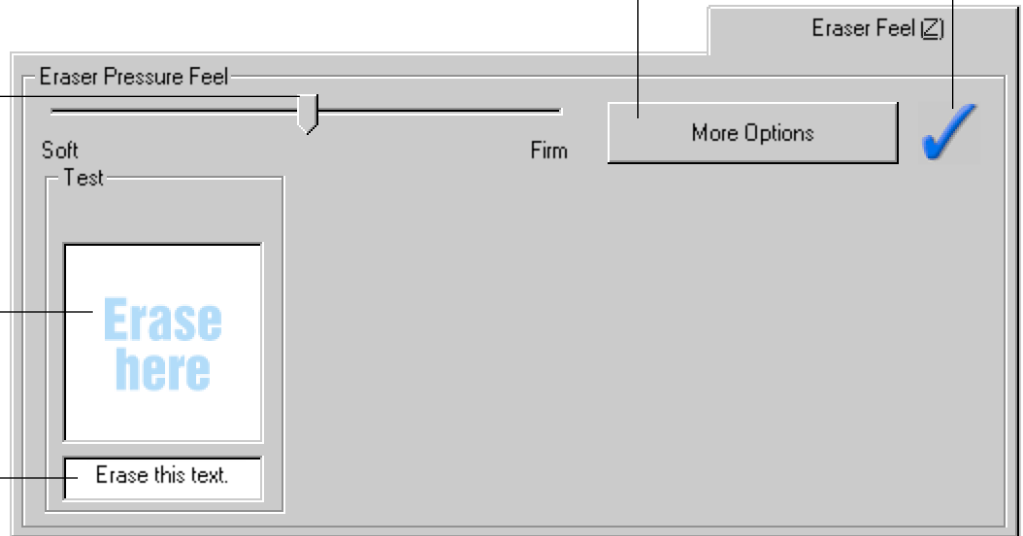 Eraser Feel (Z)
Eraser Pressure Feel
More Options
Soft
Firm
Test
Erase
here
Erase this text.